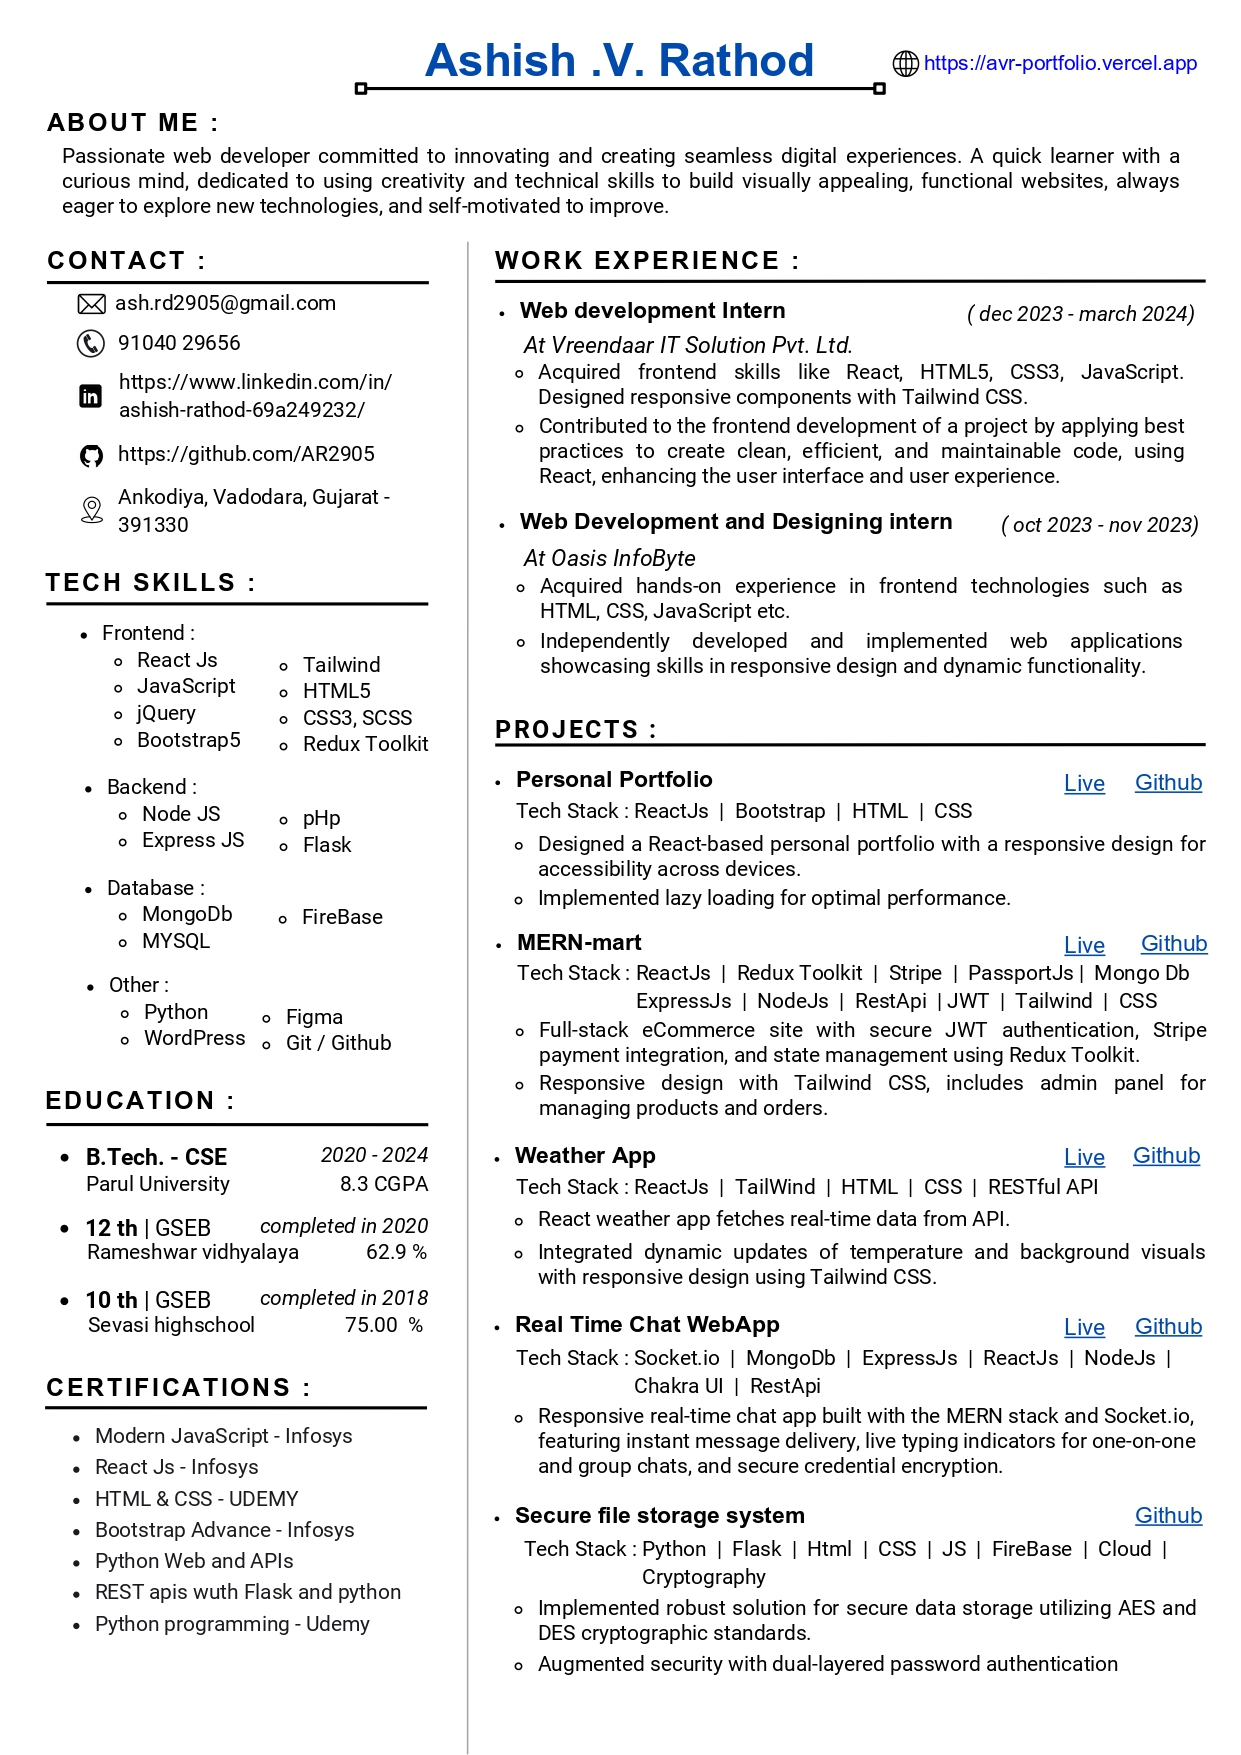 Ashish .V. Rathod
https://avr-portfolio.vercel.app
ABOUT ME :
Passionate web developer committed to innovating and creating seamless digital experiences. A quick learner with a
curious mind, dedicated to using creativity and technical skills to build visually appealing, functional websites, always
eager to explore new technologies, and self-motivated to improve.
CONTACT :
ash.rd2905@gmail.com
91040 29656
https://www.linkedin.com/in/
ashish-rathod-69a249232/
https://github.com/AR2905
Ankodiya, Vadodara, Gujarat -
391330
TECH SKILLS :
• Frontend :
React Js
JavaScript
jQuery
Bootstrap5
Tailwind
HTML5
CSS3, SCSS
Redux Toolkit
• Backend :
Node JS
Express JS
pHp
Flask
• Database :
MongoDb
MYSQL
FireBase
• Other :
Python
WordPress
Figma
Git / Github
EDUCATION :
• B.Tech. - CSE 2020 - 2024
Parul University 8.3 CGPA
• 12 th | GSEB completed in 2020
Rameshwar vidhyalaya 62.9 %
• 10 th | GSEB completed in 2018
Sevasi highschool 75.00 %
CERTIFICATIONS :
• Modern JavaScript - Infosys
• React Js - Infosys
• HTML & CSS - UDEMY
• Bootstrap Advance - Infosys
• Python Web and APIs
• REST apis wuth Flask and python
• Python programming - Udemy
WORK EXPERIENCE :
• Web development Intern ( dec 2023 - march 2024)
At Vreendaar IT Solution Pvt. Ltd.
Acquired frontend skills like React, HTML5, CSS3, JavaScript.
Designed responsive components with Tailwind CSS.
Contributed to the frontend development of a project by applying best
practices to create clean, efficient, and maintainable code, using
React, enhancing the user interface and user experience.
• Web Development and Designing intern ( oct 2023 - nov 2023)
At Oasis InfoByte
Acquired hands-on experience in frontend technologies such as
HTML, CSS, JavaScript etc.
Independently developed and implemented web applications
showcasing skills in responsive design and dynamic functionality.
PROJECTS :
• Personal Portfolio Live Github
Tech Stack : ReactJs | Bootstrap | HTML | CSS
Designed a React-based personal portfolio with a responsive design for
accessibility across devices.
Implemented lazy loading for optimal performance.
• MERN-mart Live Github
Tech Stack : ReactJs | Redux Toolkit | Stripe | PassportJs | Mongo Db
ExpressJs | NodeJs | RestApi | JWT | Tailwind | CSS
Full-stack eCommerce site with secure JWT authentication, Stripe
payment integration, and state management using Redux Toolkit.
Responsive design with Tailwind CSS, includes admin panel for
managing products and orders.
• Weather App Live Github
Tech Stack : ReactJs | TailWind | HTML | CSS | RESTful API
React weather app fetches real-time data from API.
Integrated dynamic updates of temperature and background visuals
with responsive design using Tailwind CSS.
• Real Time Chat WebApp Live Github
Tech Stack : Socket.io | MongoDb | ExpressJs | ReactJs | NodeJs |
Chakra UI | RestApi
Responsive real-time chat app built with the MERN stack and Socket.io,
featuring instant message delivery, live typing indicators for one-on-one
and group chats, and secure credential encryption.
• Secure file storage system Github
Tech Stack : Python | Flask | Html | CSS | JS | FireBase | Cloud |
Cryptography
Implemented robust solution for secure data storage utilizing AES and
DES cryptographic standards.
Augmented security with dual-layered password authentication